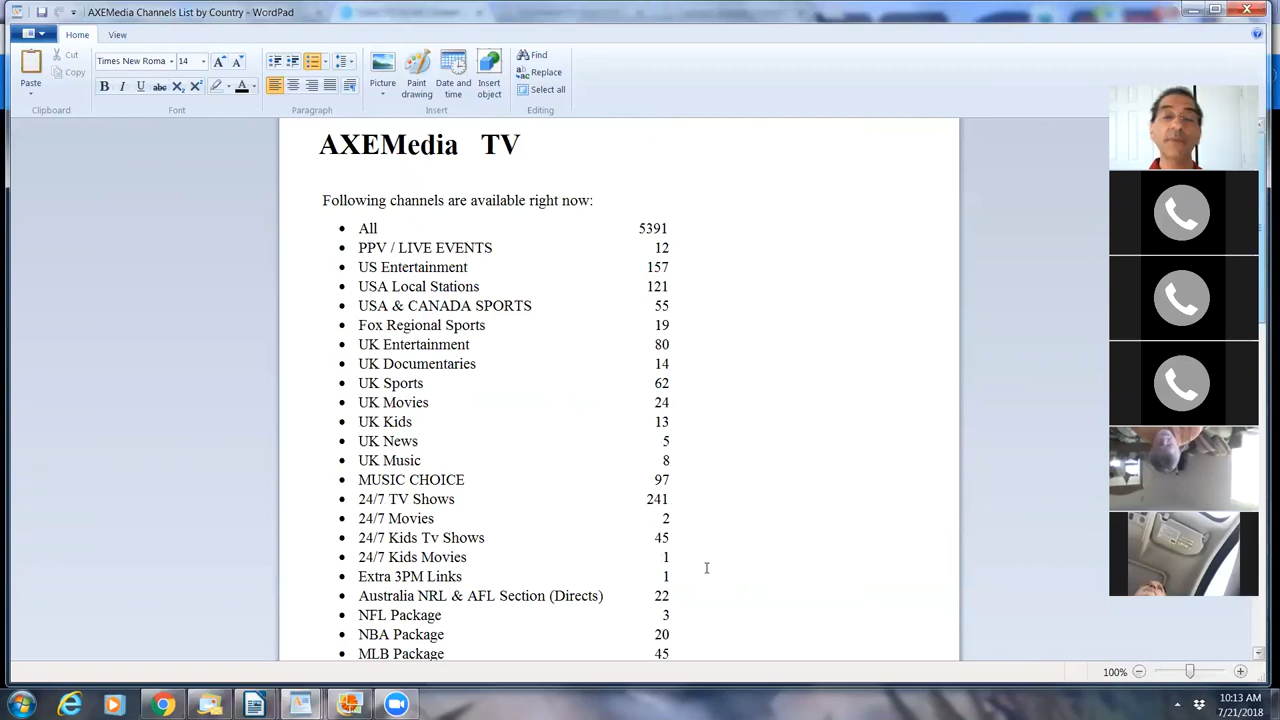 AXEMedia Channels List by Country - WordPad
Home View
Paste
Cut
Copy
Clipboard
Times New Roma 14
Font
Paragraph
Picture
Paint drawing
Date and time
Insert object
Insert
Find
Replace
Select all
Editing
AXEMedia TV
Following channels are available right now:
• All 5391
• PPV / LIVE EVENTS 12
• US Entertainment 157
• USA Local Stations 121
• USA & CANADA SPORTS 55
• Fox Regional Sports 19
• UK Entertainment 80
• UK Documentaries 14
• UK Sports 62
• UK Movies 24
• UK Kids 13
• UK News 5
• UK Music 8
• MUSIC CHOICE 97
• 24/7 TV Shows 241
• 24/7 Movies 2
• 24/7 Kids Tv Shows 45
• 24/7 Kids Movies 1
• Extra 3PM Links 1
• Australia NRL & AFL Section (Directs) 22
• NFL Package 3
• NBA Package 20
• MLB Package 45
100%
10:13 AM
7/21/2018